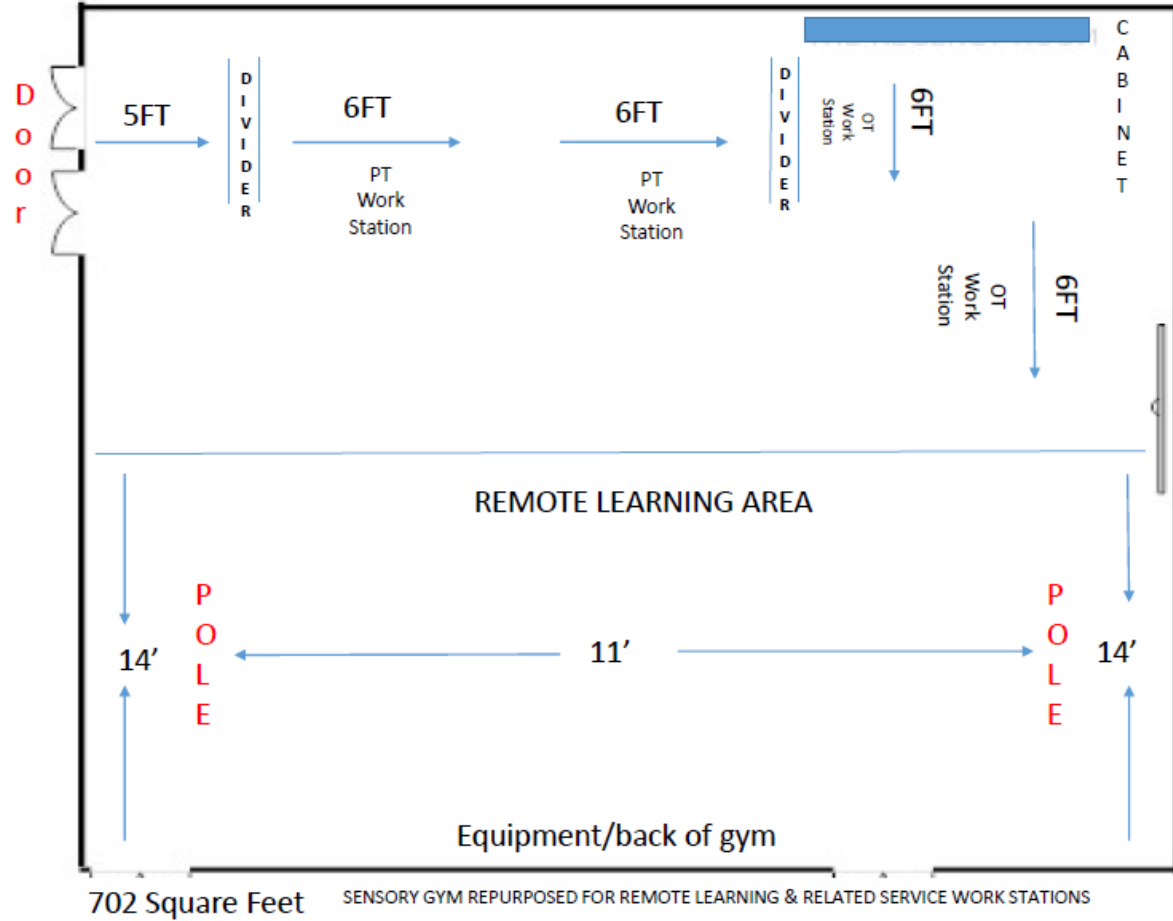 CABINET
Door
5FT
DIVIDER
6FT
PT
Work
Station
6FT
PT
Work
Station
DIVIDER
OT
Work
Station
6FT
OT
Work
Station
6FT
REMOTE LEARNING AREA
POLE
14’
11’
POLE
14’
Equipment/back of gym
702 Square Feet
SENSORY GYM REPURPOSED FOR REMOTE LEARNING & RELATED SERVICE WORK STATIONS